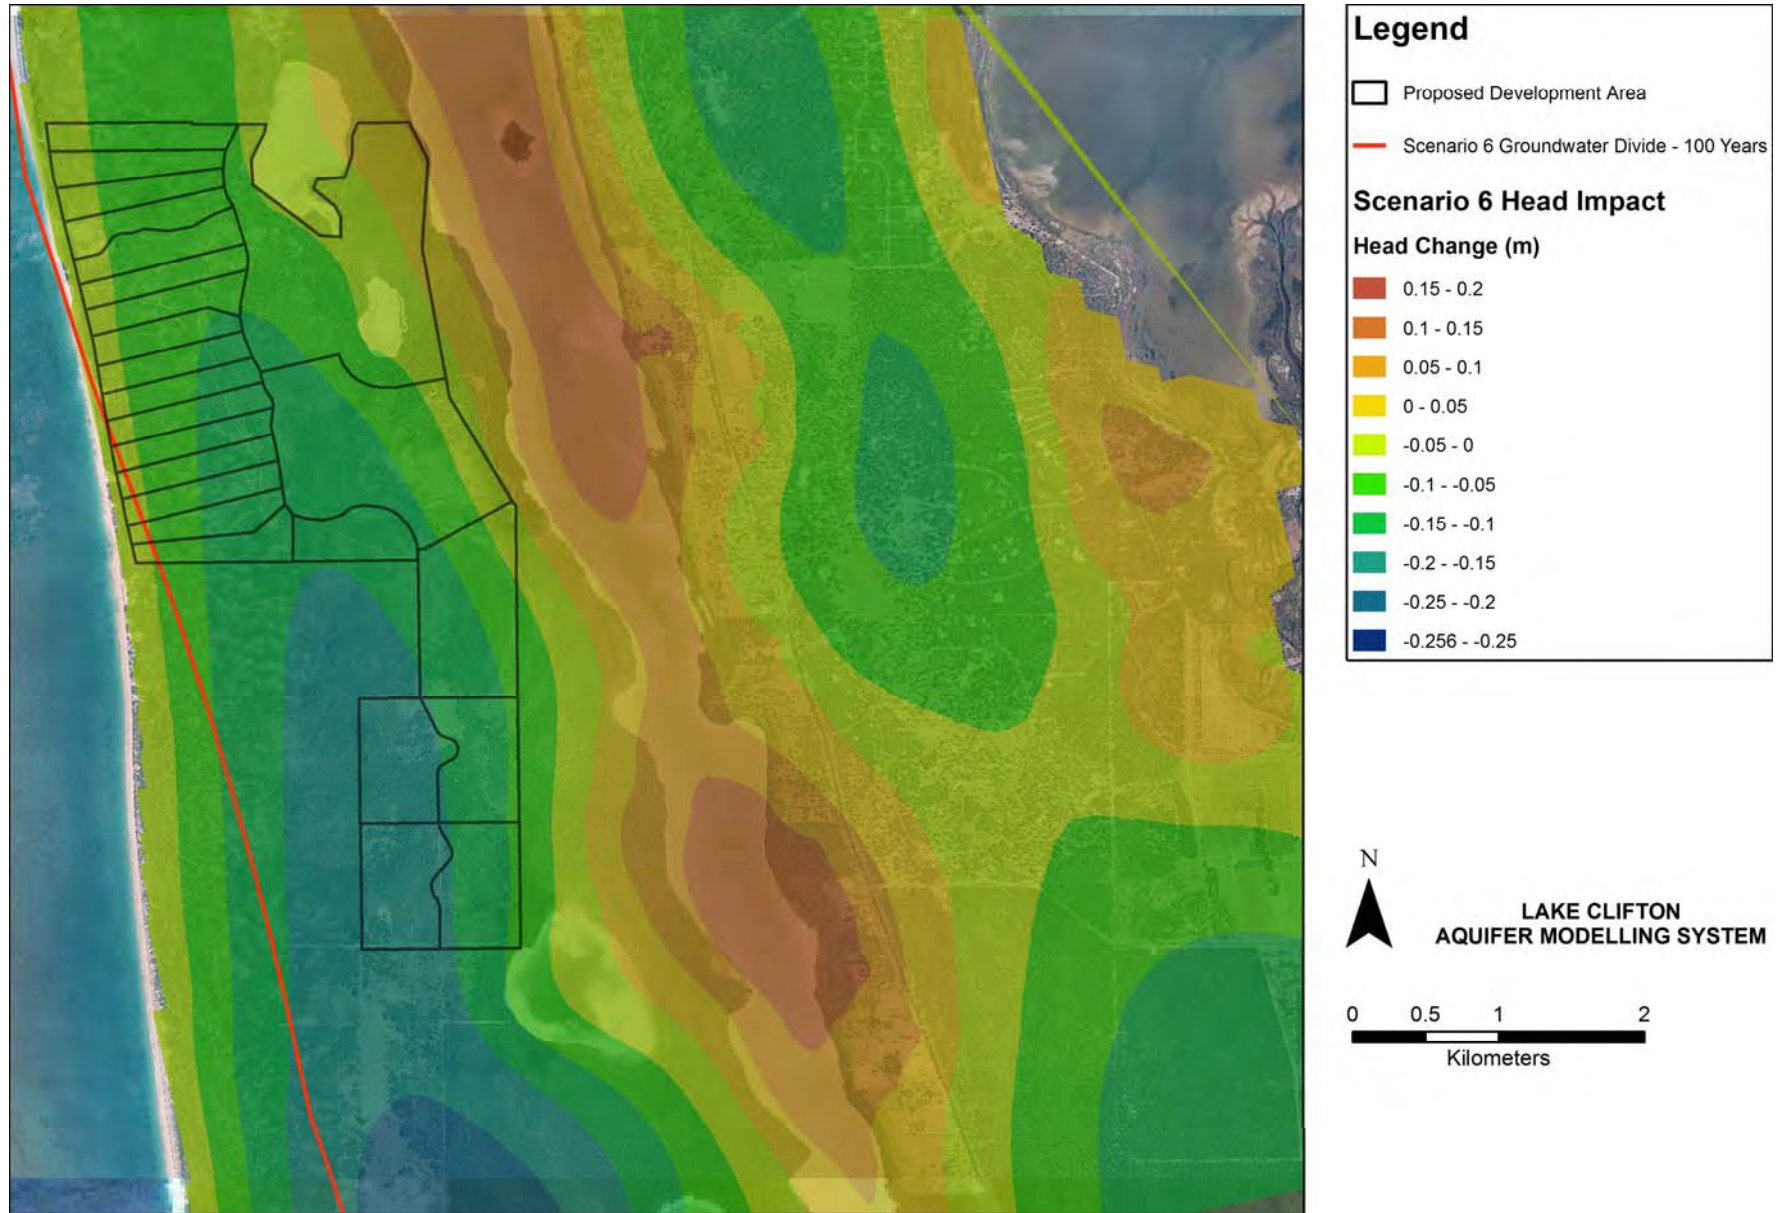 Legend
Proposed Development Area
Scenario 6 Groundwater Divide - 100 Years
Scenario 6 Head Impact
Head Change (m)
0.15 - 0.2
0.1 - 0.15
0.05 - 0.1
0 - 0.05
-0.05 - 0
-0.1 - -0.05
-0.15 - -0.1
-0.2 - -0.15
-0.25 - -0.2
-0.256 - -0.25
N
LAKE CLIFTON
AQUIFER MODELLING SYSTEM
0 0.5 1 2
Kilometers